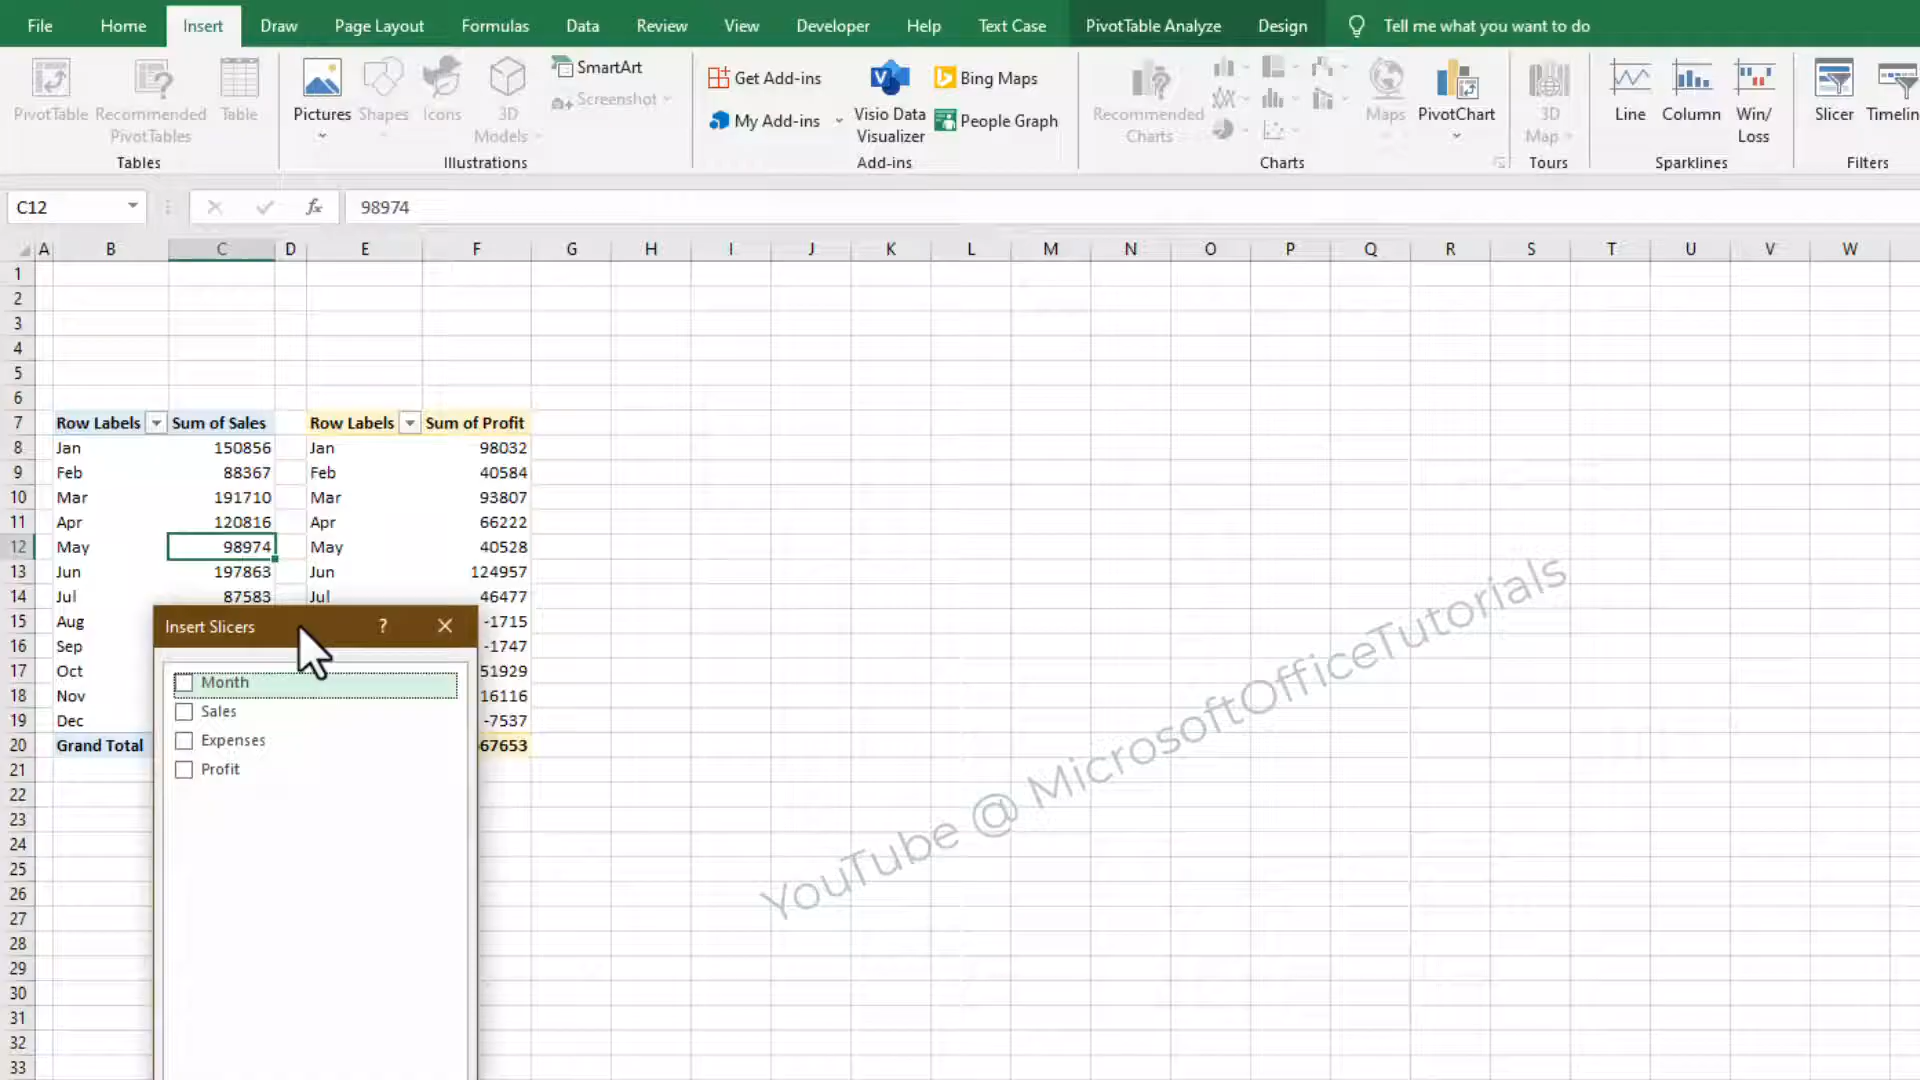 File Home Insert Draw Page Layout Formulas Data Review View Developer Help Text Case PivotTable Analyze Design Tell me what you want to do
PivotTable Recommended PivotTables Table
Tables
Pictures Shapes Icons 3D Models SmartArt Screenshot
Illustrations
Get Add-ins My Add-ins Visio Data Visualizer Bing Maps People Graph
Add-ins
Recommended Charts Maps PivotChart
Charts
3D Map
Tours
Line Column Win/Loss
Sparklines
Slicer Timelin
Filters
C12 fx 98974
A B C D E F G H I J K L M N O P Q R S T U V W
1
2
3
4
5
6
7 Row Labels Sum of Sales Row Labels Sum of Profit
8 Jan 150856 Jan 98032
9 Feb 88367 Feb 40584
10 Mar 191710 Mar 93807
11 Apr 120816 Apr 66222
12 May 98974 May 40528
13 Jun 197863 Jun 124957
14 Jul 87583 Jul 46477
15 Aug -1715
16 Sep -1747
17 Oct 51929
18 Nov 16116
19 Dec -7537
20 Grand Total 67653
21
22
23
24
25
26
27
28
29
30
31
32
33
Insert Slicers ?
Month
Sales
Expenses
Profit
YouTube @ MicrosoftOfficeTutorials